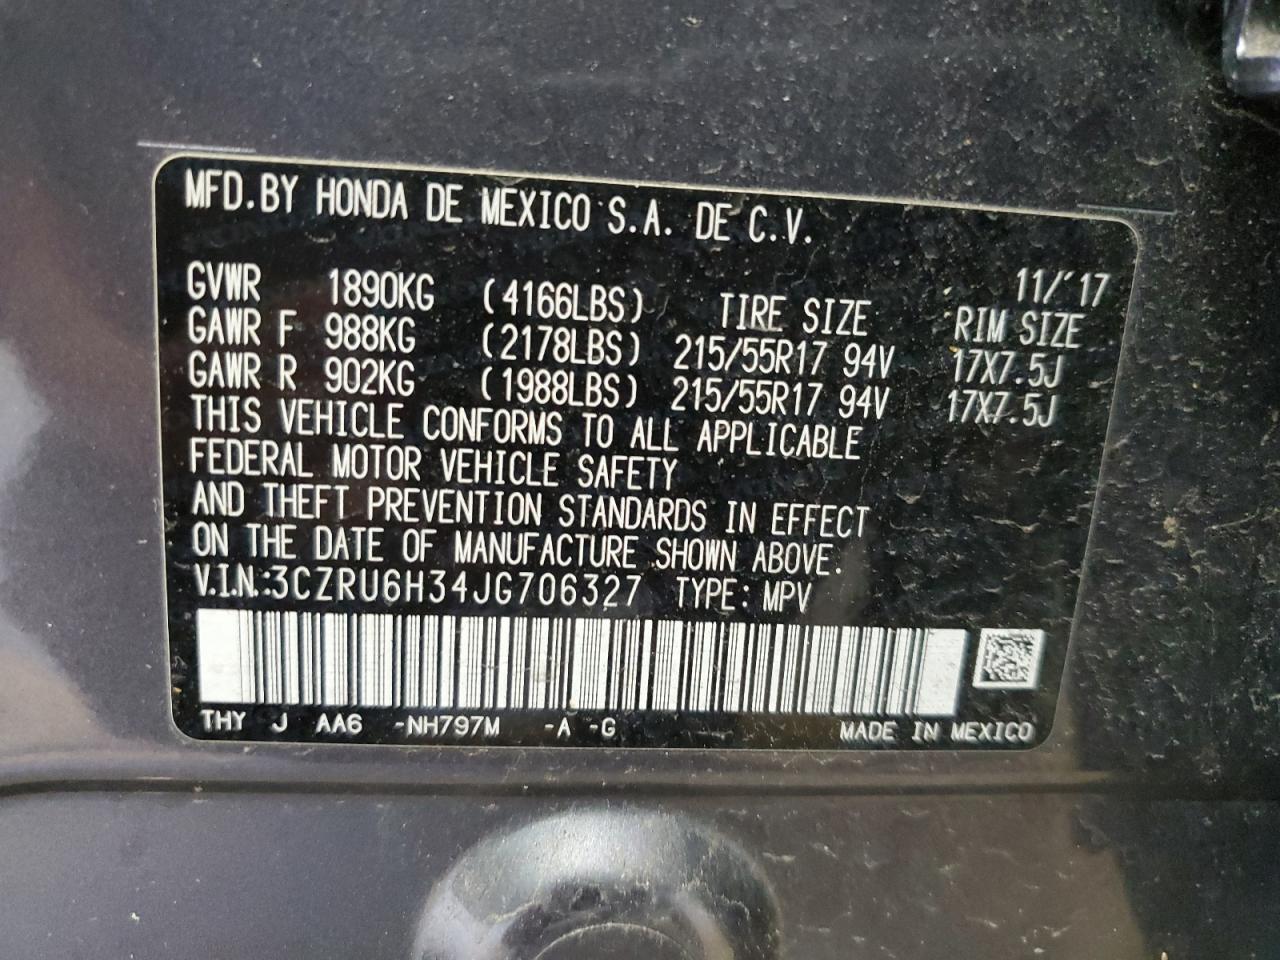 MFD.BY HONDA DE MEXICO S.A. DE C.V.
11/'17
GVWR 1890KG (4166LBS) TIRE SIZE RIM SIZE
GAWR F 988KG (2178LBS) 215/55R17 94V 17X7.5J
GAWR R 902KG (1988LBS) 215/55R17 94V 17X7.5J
THIS VEHICLE CONFORMS TO ALL APPLICABLE
FEDERAL MOTOR VEHICLE SAFETY
AND THEFT PREVENTION STANDARDS IN EFFECT
ON THE DATE OF MANUFACTURE SHOWN ABOVE.
V.I.N.:3CZRU6H34JG706327 TYPE: MPV
THY J AA6 -NH797M -A -G MADE IN MEXICO